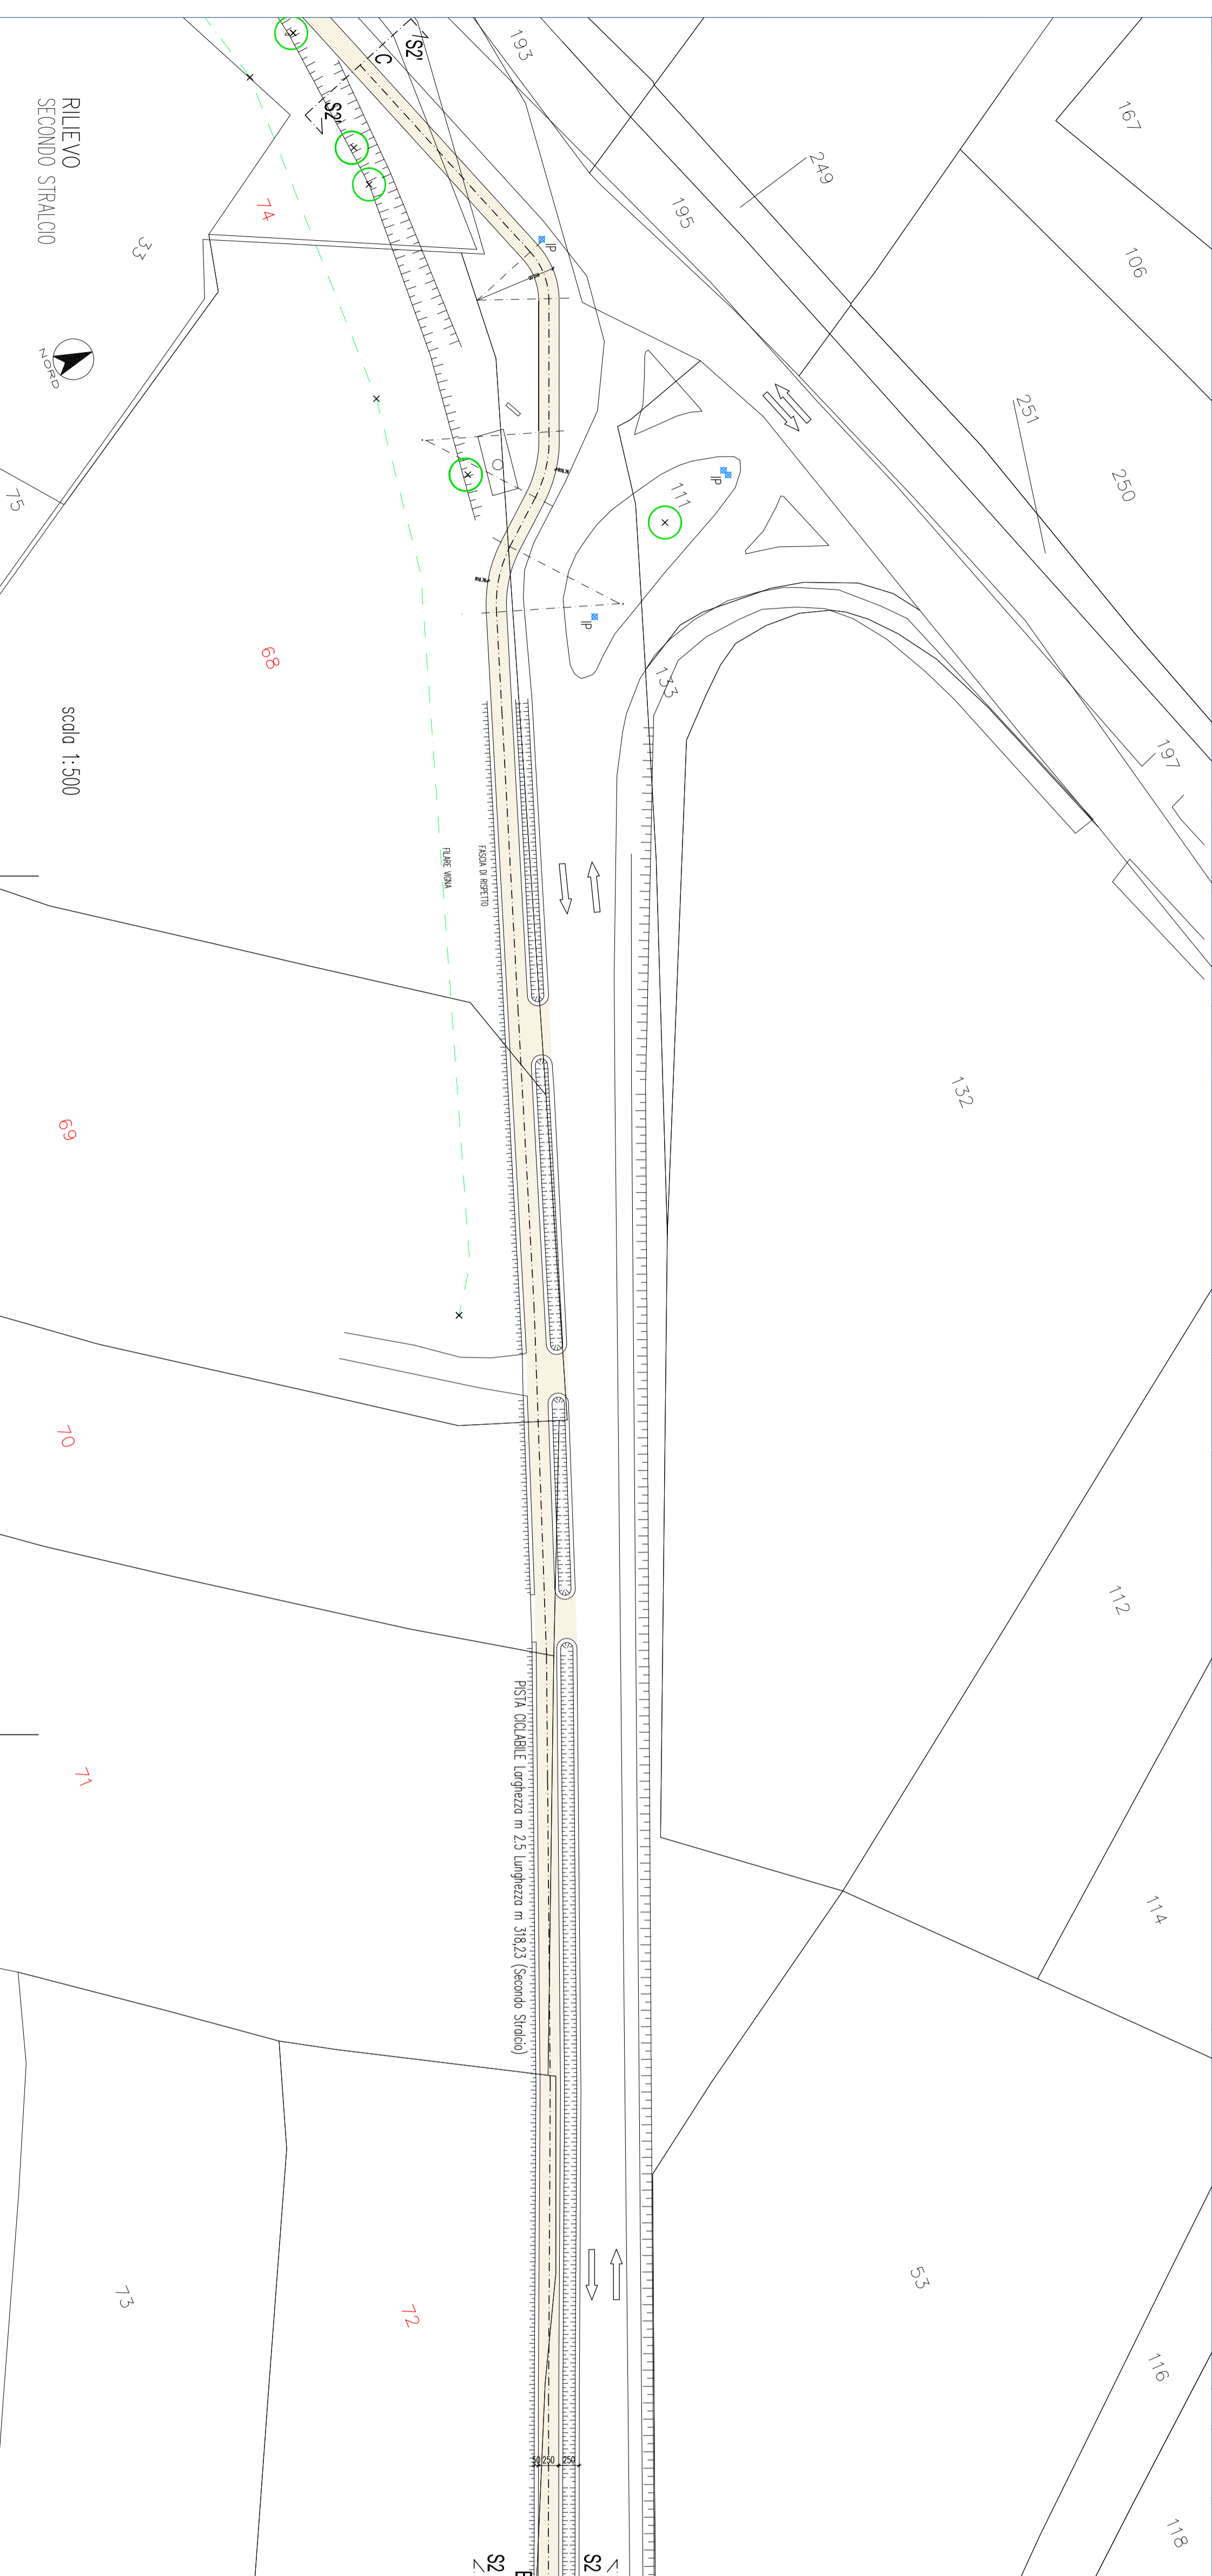 RILIEVO
SECONDO STRALCIO
scala 1:500
NORD
S2'
C
S2'
193
167
249
195
106
74
33
IP
251
250
75
111
IP
IP
68
133
197
FILARE VIGNA
FASCIA DI RISPETTO
132
69
70
112
71
PISTA CICLABILE Larghezza m 2.5 Lunghezza m 318,23 (Secondo Stralcio)
114
73
72
53
116
50
250
250
118
S2
S2